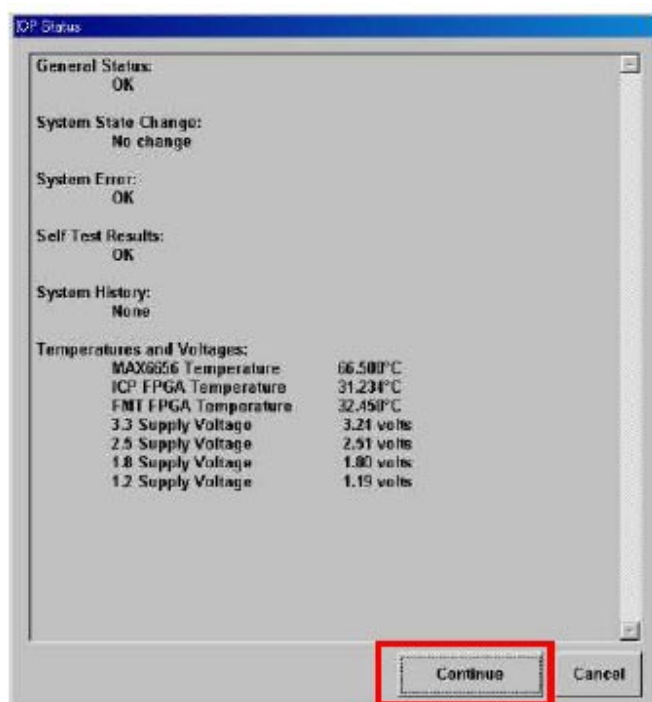 ICP Status
General Status:
OK
System State Change:
No change
System Error:
OK
Self Test Results:
OK
System History:
None
Temperatures and Voltages:
MAX6656 Temperature 66.500°C
ICP FPGA Temperature 31.234°C
FMT FPGA Temperature 32.450°C
3.3 Supply Voltage 3.21 volts
2.5 Supply Voltage 2.51 volts
1.8 Supply Voltage 1.80 volts
1.2 Supply Voltage 1.19 volts
Continue
Cancel